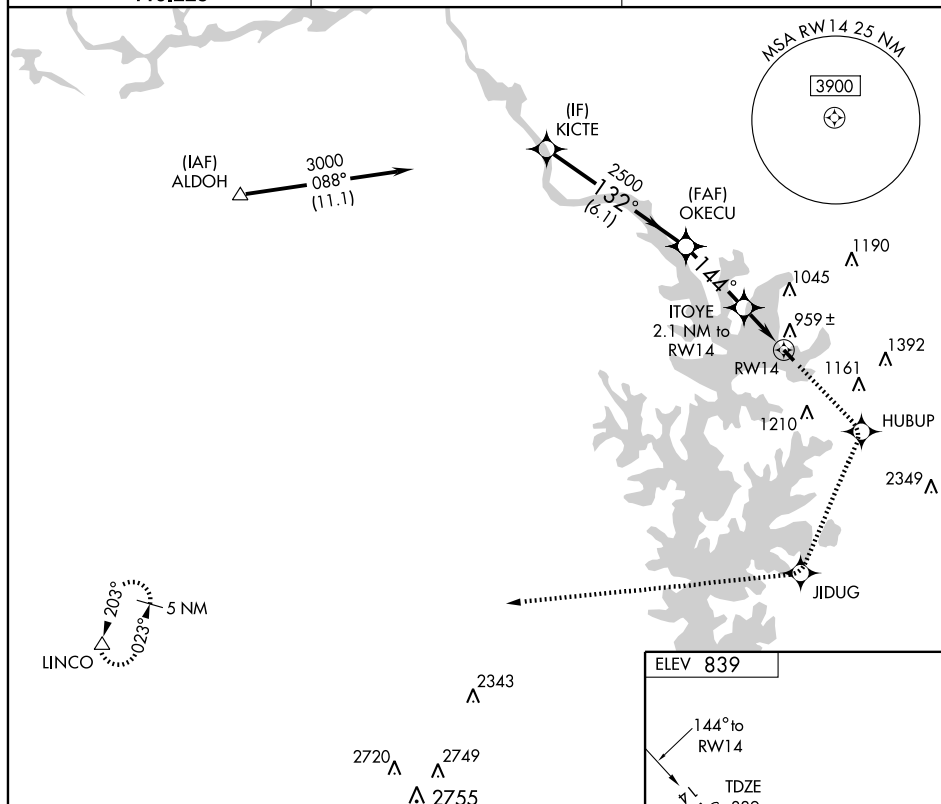 MSA RW14 25 NM
3900
(IF)
KICTE
(IAF)
ALDOH
3000
088°
(11.1)
2500
132°
(6.1)
(FAF)
OKECU
144°
1190
1045
ITOYE
2.1 NM to
RW14
959 ±
RW14
1392
1161
1210
HUBUP
2349
JIDUG
203°
023°
5 NM
LINCO
ELEV 839
2343
144° to
RW14
2720
2749
2755
TDZE
14